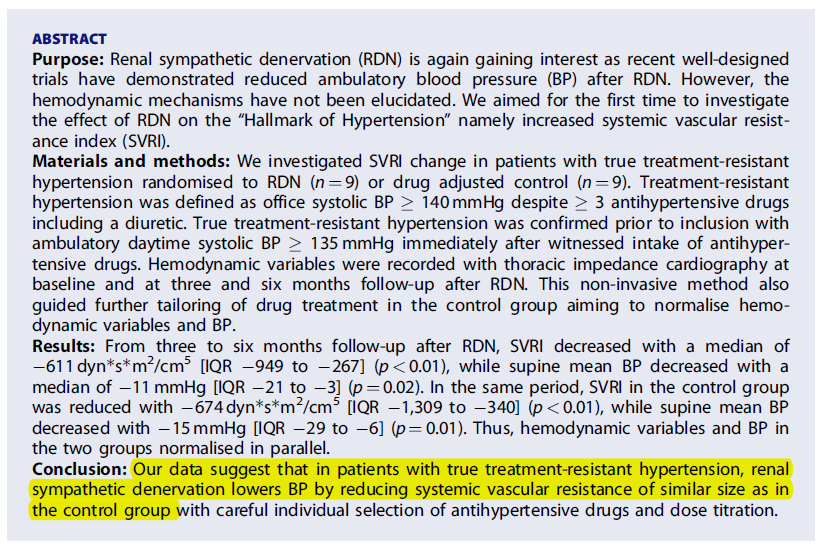 ABSTRACT
Purpose: Renal sympathetic denervation (RDN) is again gaining interest as recent well-designed
trials have demonstrated reduced ambulatory blood pressure (BP) after RDN. However, the
hemodynamic mechanisms have not been elucidated. We aimed for the first time to investigate
the effect of RDN on the “Hallmark of Hypertension” namely increased systemic vascular resist-
ance index (SVRI).
Materials and methods: We investigated SVRI change in patients with true treatment-resistant
hypertension randomised to RDN (n = 9) or drug adjusted control (n = 9). Treatment-resistant
hypertension was defined as office systolic BP ≥ 140 mmHg despite ≥ 3 antihypertensive drugs
including a diuretic. True treatment-resistant hypertension was confirmed prior to inclusion with
ambulatory daytime systolic BP ≥ 135 mmHg immediately after witnessed intake of antihyper-
tensive drugs. Hemodynamic variables were recorded with thoracic impedance cardiography at
baseline and at three and six months follow-up after RDN. This non-invasive method also
guided further tailoring of drug treatment in the control group aiming to normalise hemo-
dynamic variables and BP.
Results: From three to six months follow-up after RDN, SVRI decreased with a median of
−611 dyn*s*m²/cm⁵ [IQR −949 to −267] (p < 0.01), while supine mean BP decreased with a
median of −11 mmHg [IQR −21 to −3] (p = 0.02). In the same period, SVRI in the control group
was reduced with −674 dyn*s*m²/cm⁵ [IQR −1,309 to −340] (p < 0.01), while supine mean BP
decreased with −15 mmHg [IQR −29 to −6] (p = 0.01). Thus, hemodynamic variables and BP in
the two groups normalised in parallel.
Conclusion: Our data suggest that in patients with true treatment-resistant hypertension, renal
sympathetic denervation lowers BP by reducing systemic vascular resistance of similar size as in
the control group with careful individual selection of antihypertensive drugs and dose titration.